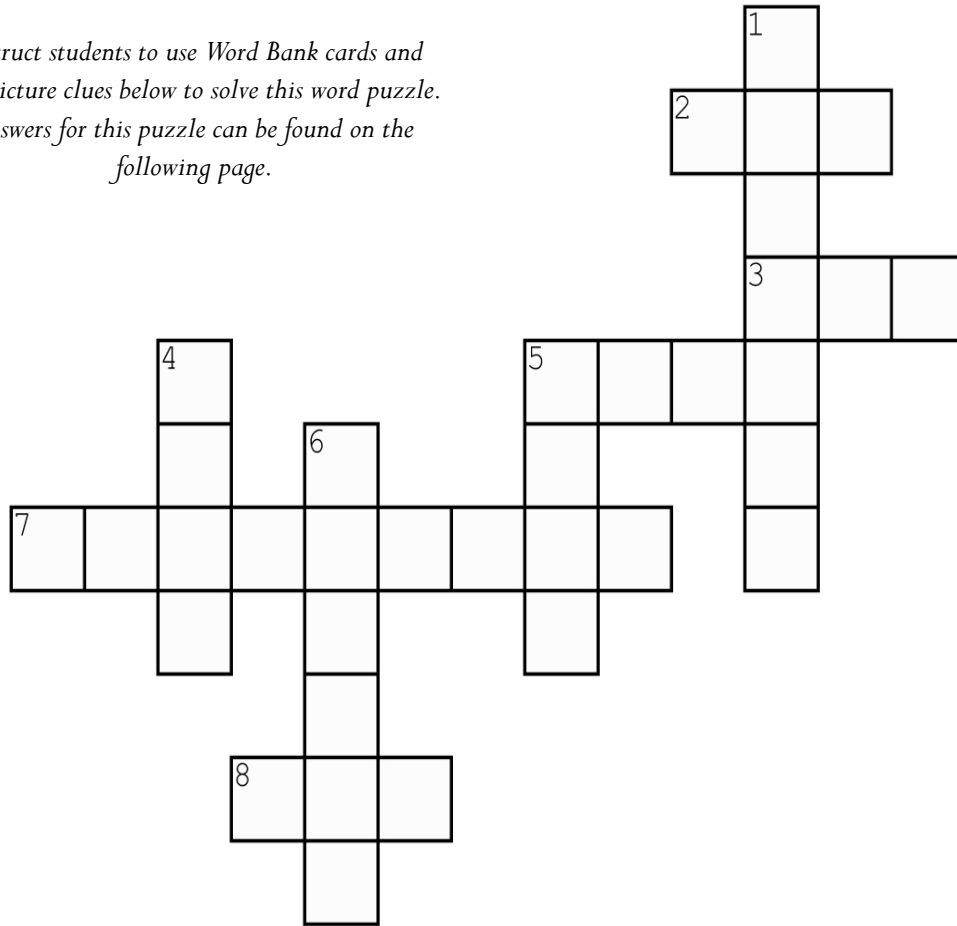 ruct students to use Word Bank cards and
icture clues below to solve this word puzzle.
swers for this puzzle can be found on the
following page.
1
2
3
4
5
6
7
8